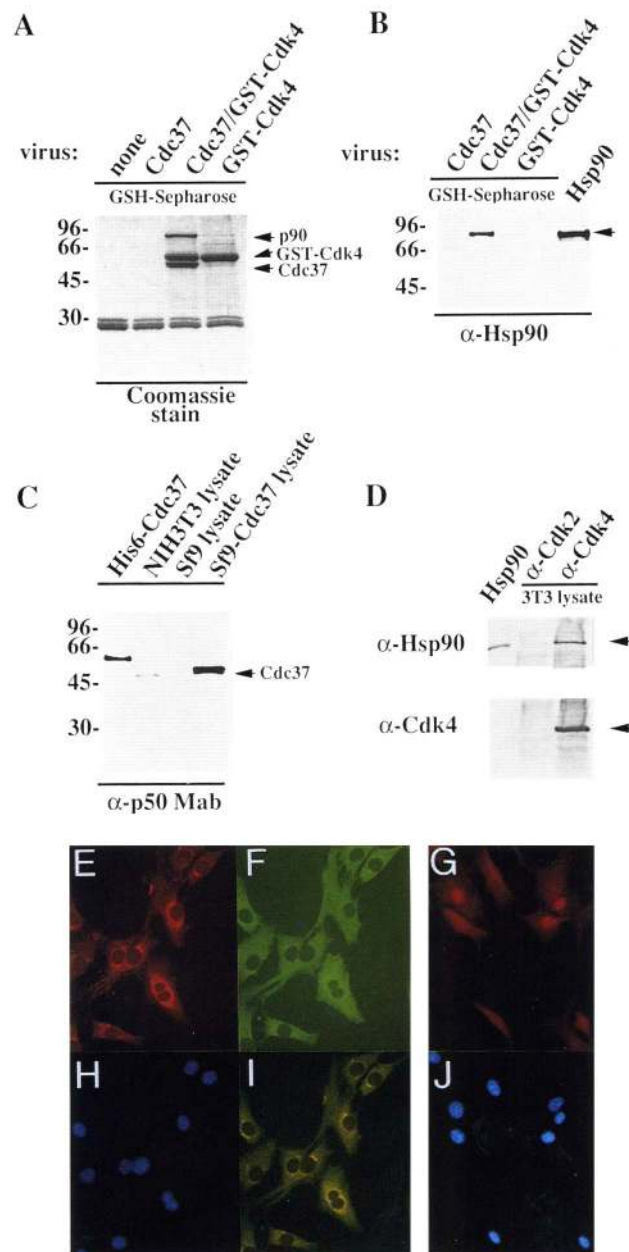 A
virus:
none
Cdc37
Cdc37/GST-Cdk4
GST-Cdk4
GSH-Sepharose
96-
66-
45-
30-
p90
GST-Cdk4
Cdc37
Coomassie
stain
B
virus:
Cdc37
Cdc37/GST-Cdk4
GST-Cdk4
Hsp90
GSH-Sepharose
96-
66-
45-
α-Hsp90
C
His6-Cdc37
NIH3T3 lysate
Sf9 lysate
Sf9-Cdc37 lysate
96-
66-
45-
30-
Cdc37
α-p50 Mab
D
Hsp90
α-Cdk2
α-Cdk4
3T3 lysate
α-Hsp90
α-Cdk4
E
F
G
H
I
J